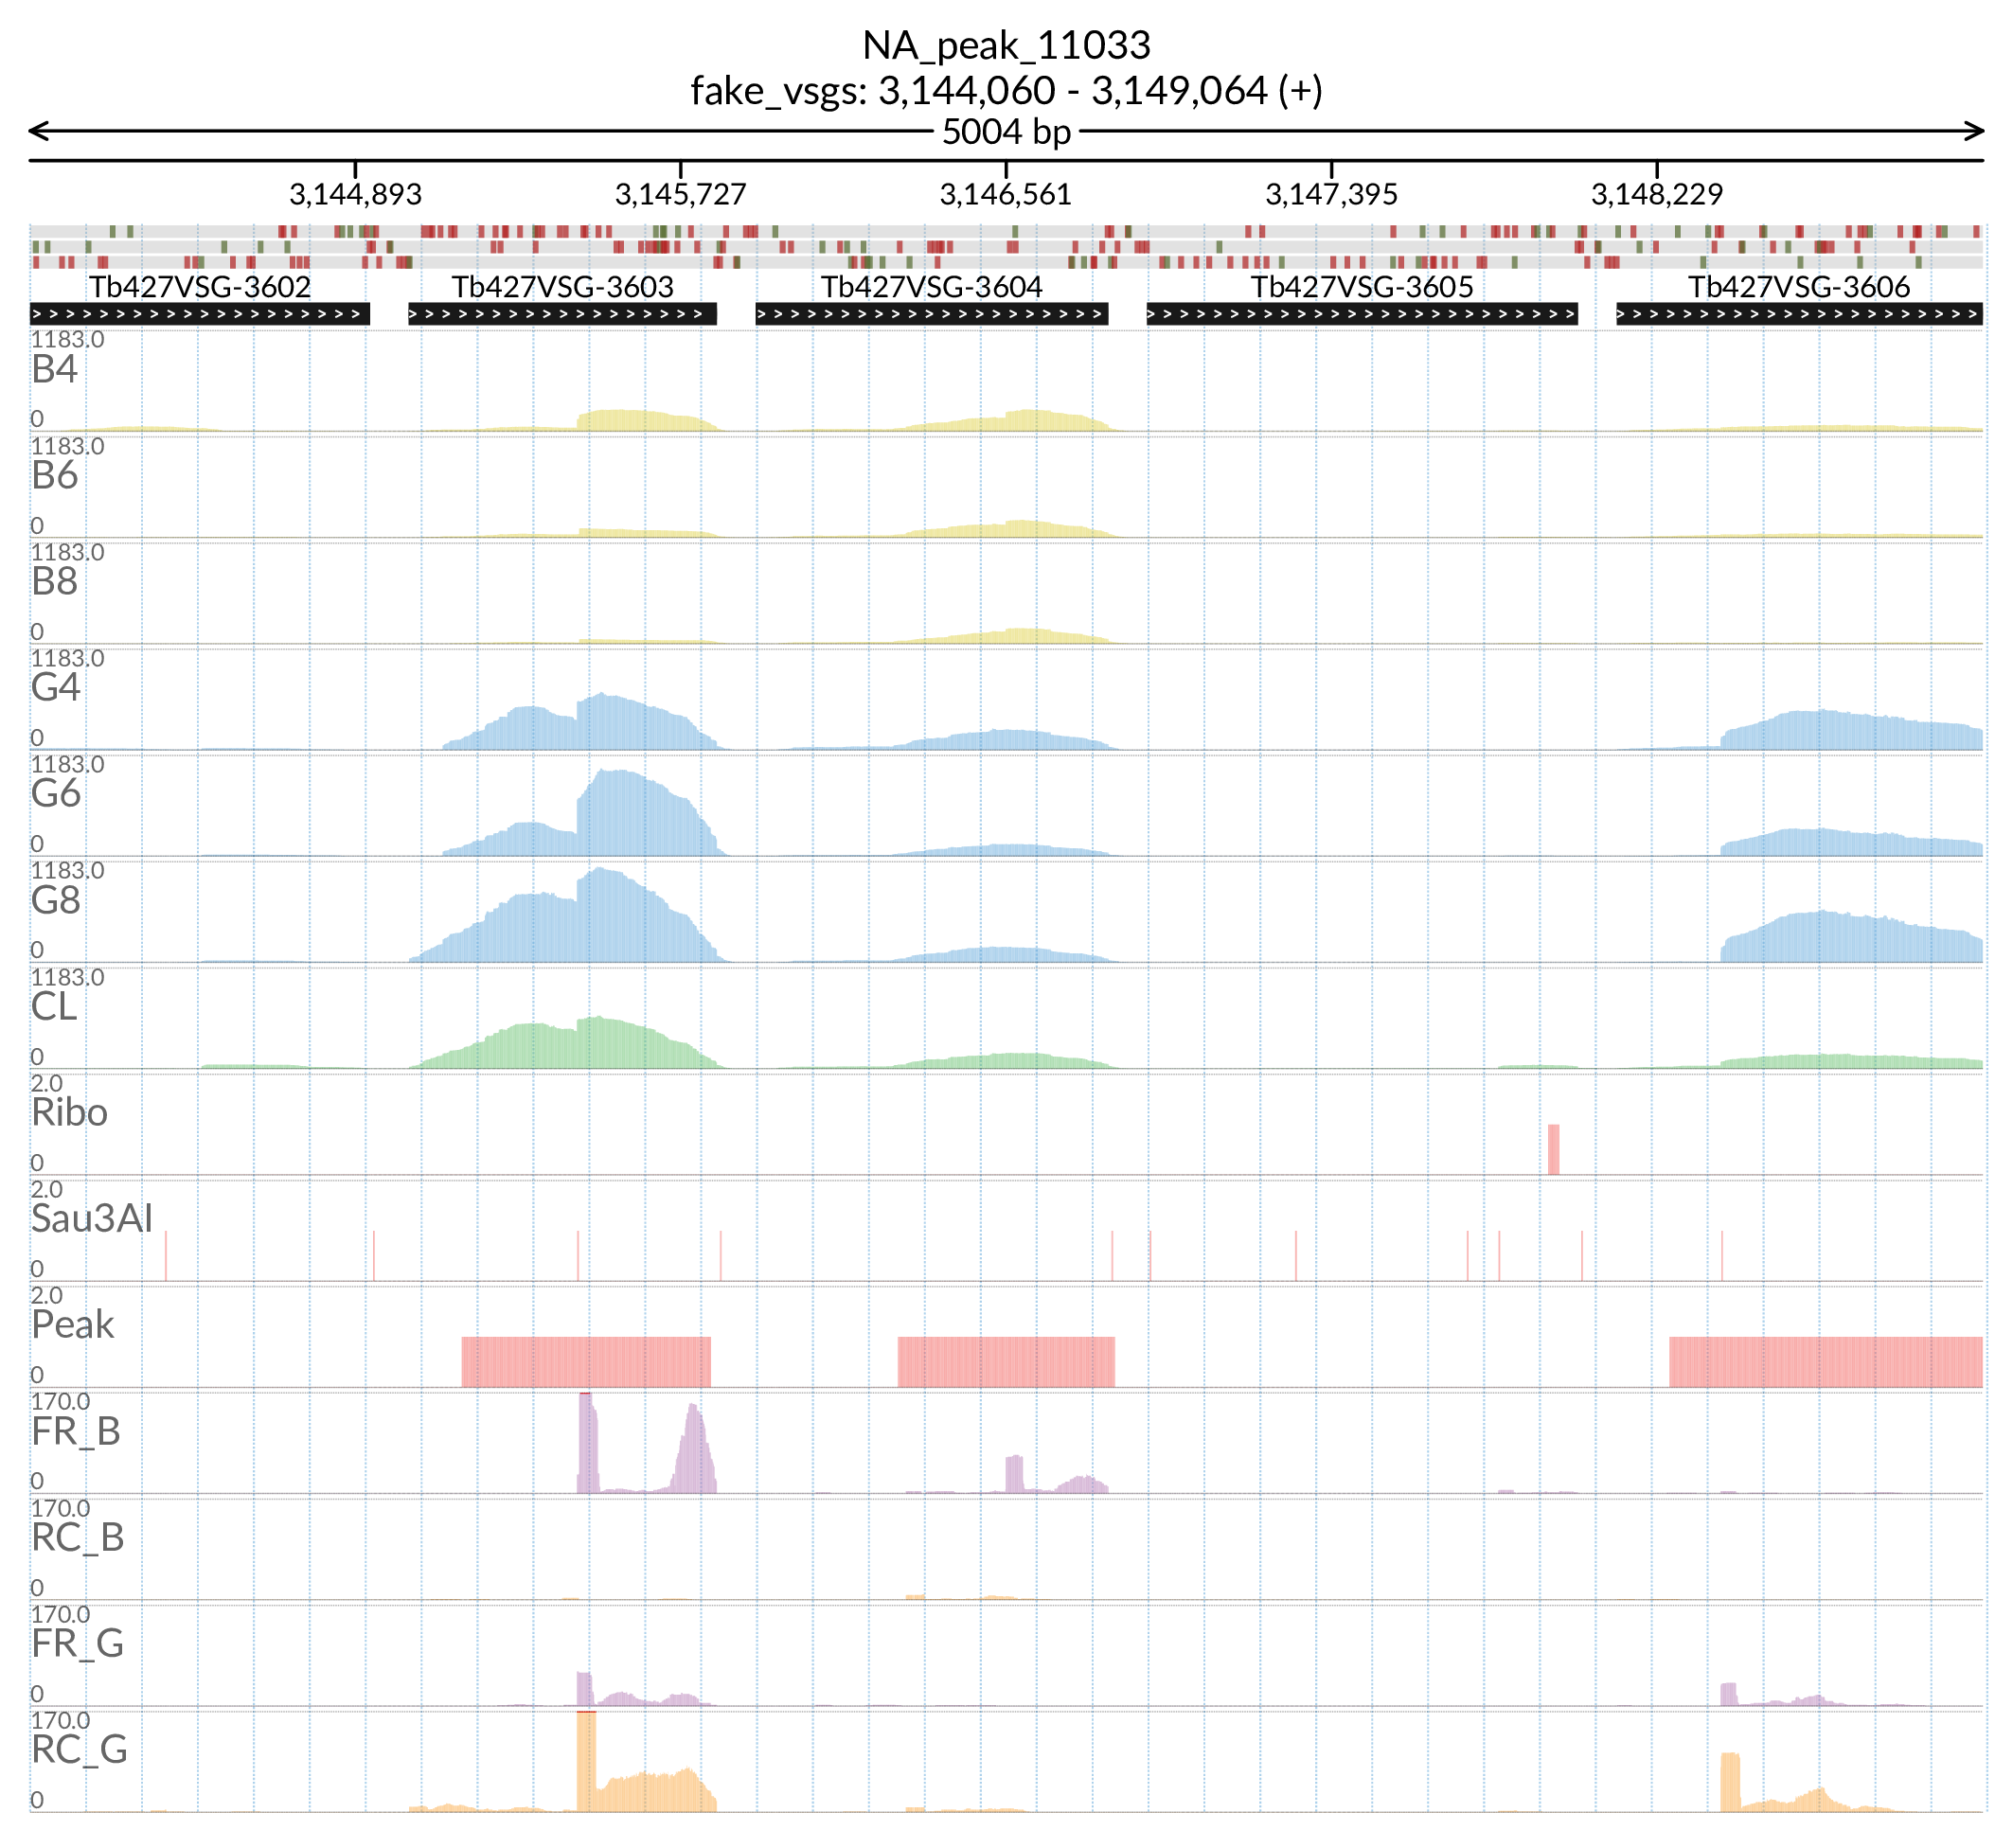 NA_peak_11033
fake_vsgs: 3,144,060 - 3,149,064 (+)
5004 bp
3,144,893 3,145,727 3,146,561 3,147,395 3,148,229
Tb427VSG-3602 Tb427VSG-3603 Tb427VSG-3604 Tb427VSG-3605 Tb427VSG-3606
1183.0
B4
0
1183.0
B6
0
1183.0
B8
0
1183.0
G4
0
1183.0
G6
0
1183.0
G8
0
1183.0
CL
0
2.0
Ribo
0
2.0
Sau3AI
0
2.0
Peak
0
170.0
FR_B
0
170.0
RC_B
0
170.0
FR_G
0
170.0
RC_G
0